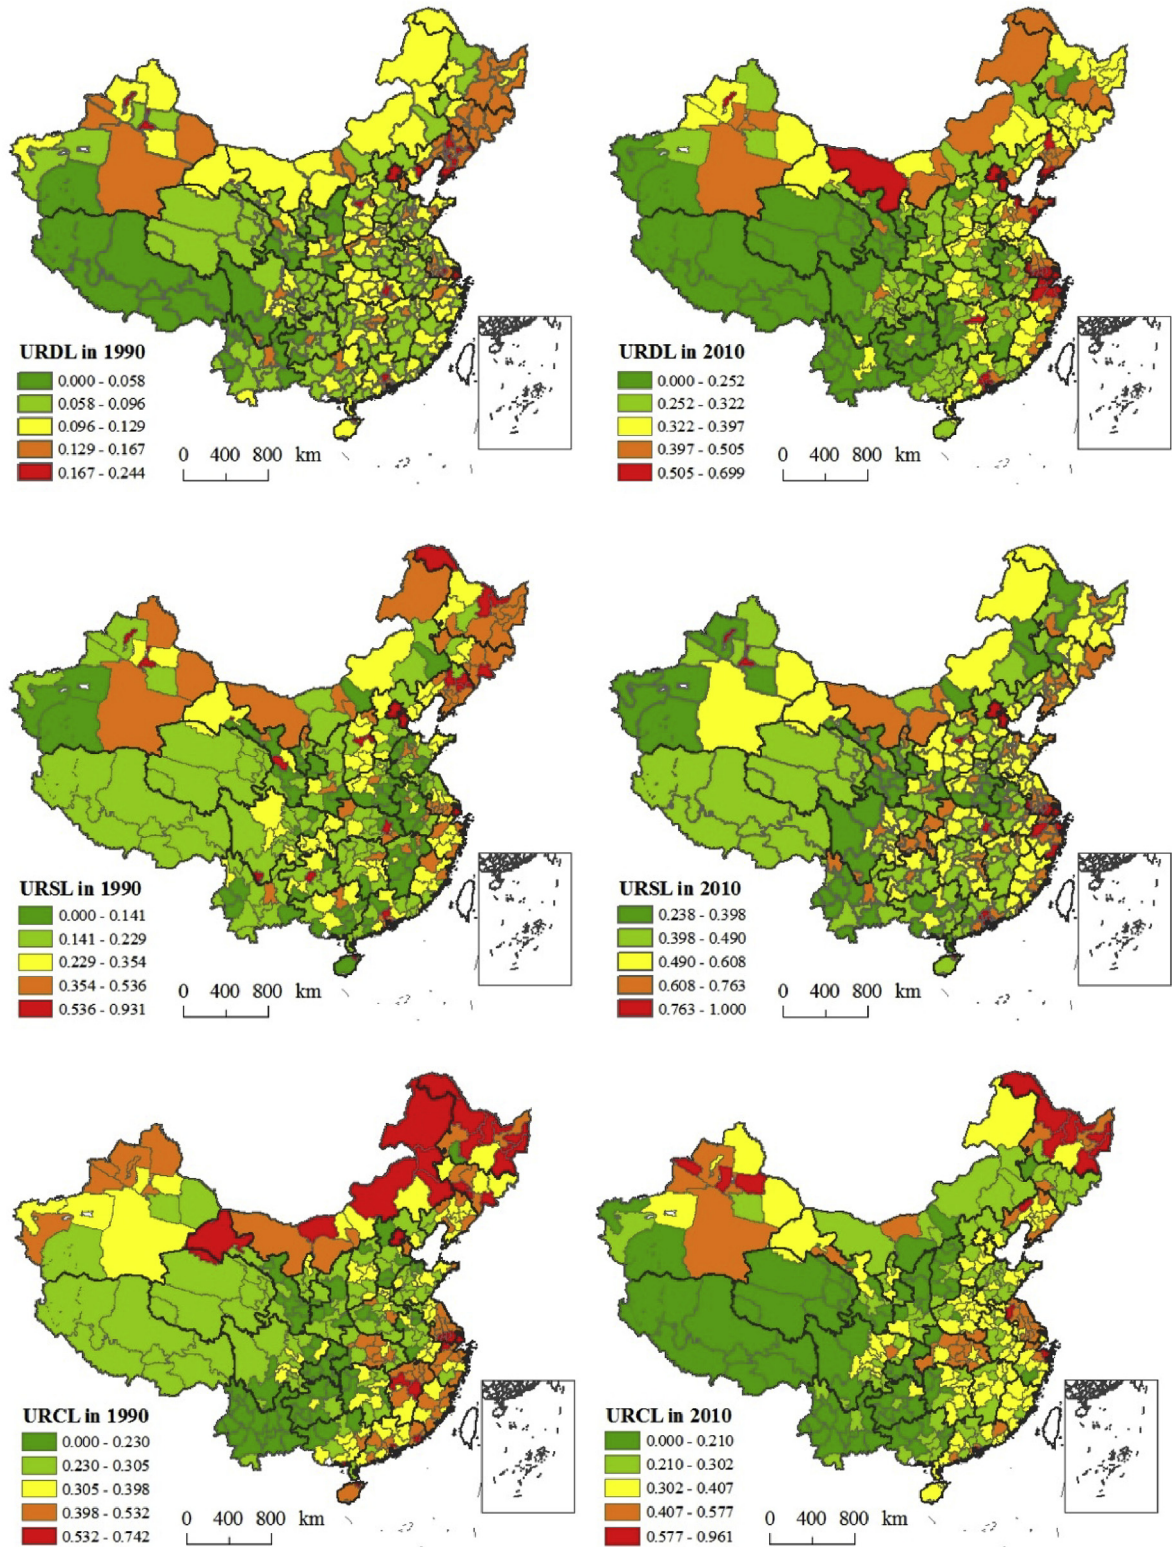 URDL in 1990
0.000 - 0.058
0.058 - 0.096
0.096 - 0.129
0.129 - 0.167
0.167 - 0.244
0 400 800 km
URDL in 2010
0.000 - 0.252
0.252 - 0.322
0.322 - 0.397
0.397 - 0.505
0.505 - 0.699
0 400 800 km
URSL in 1990
0.000 - 0.141
0.141 - 0.229
0.229 - 0.354
0.354 - 0.536
0.536 - 0.931
0 400 800 km
URSL in 2010
0.238 - 0.398
0.398 - 0.490
0.490 - 0.608
0.608 - 0.763
0.763 - 1.000
0 400 800 km
URCL in 1990
0.000 - 0.230
0.230 - 0.305
0.305 - 0.398
0.398 - 0.532
0.532 - 0.742
0 400 800 km
URCL in 2010
0.000 - 0.210
0.210 - 0.302
0.302 - 0.407
0.407 - 0.577
0.577 - 0.961
0 400 800 km